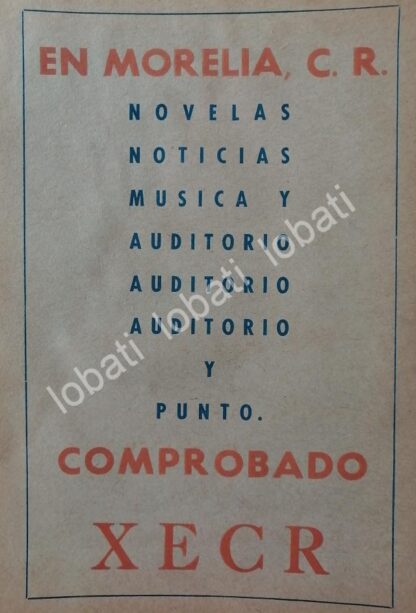 EN MORELIA, C. R.
NOVELAS
NOTICIAS
MUSICA Y
AUDITORIO
AUDITORIO
AUDITORIO
Y
PUNTO.
COMPROBADO
XECR
lobati lobati lobati